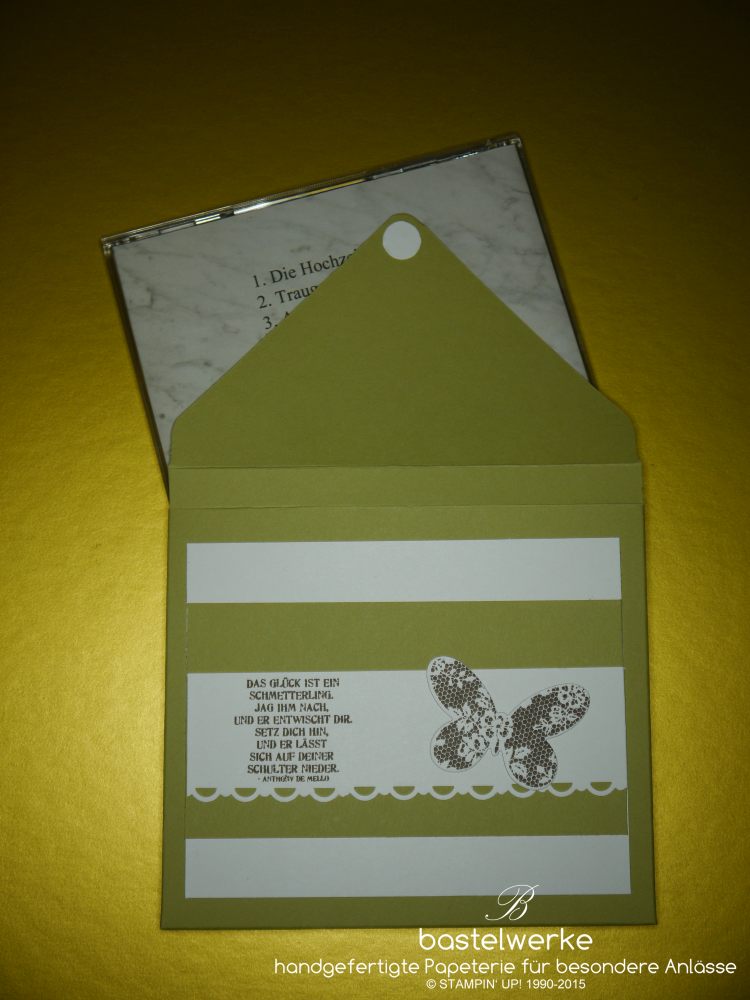 1. Die Hochzei
2. Traug
3.
DAS GLÜCK IST EIN
SCHMETTERLING.
JAG IHM NACH,
UND ER ENTWISCHT DIR.
SETZ DICH HIN,
UND ER LÄSST
SICH AUF DEINER
SCHULTER NIEDER.
- ANTHONY DE MELLO
B
bastelwerke
handgefertigte Papeterie für besondere Anlässe
© STAMPIN' UP! 1990-2015